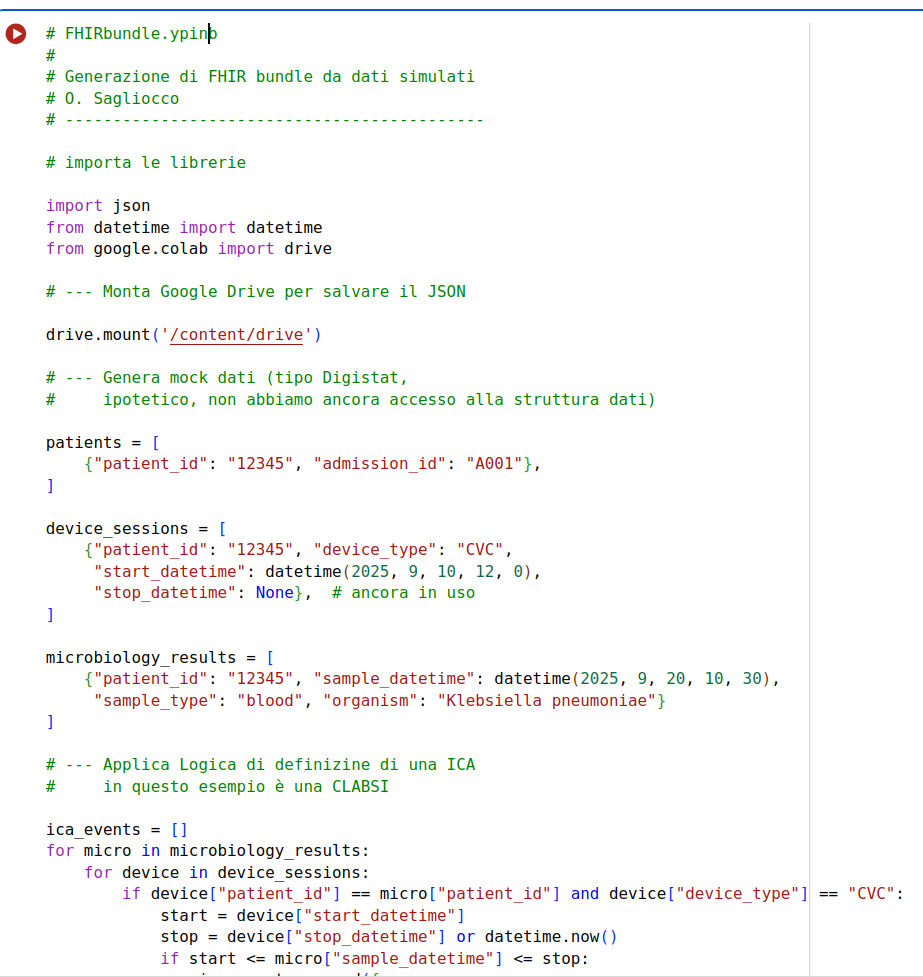 # FHIRbundle.ypinb
#
# Generazione di FHIR bundle da dati simulati
# O. Sagliocco
# --------------------------------------------
# importa le librerie
import json
from datetime import datetime
from google.colab import drive
# --- Monta Google Drive per salvare il JSON
drive.mount('/content/drive')
# --- Genera mock dati (tipo Digistat,
#     ipotetico, non abbiamo ancora accesso alla struttura dati)
patients = [
    {"patient_id": "12345", "admission_id": "A001"},
]
device_sessions = [
    {"patient_id": "12345", "device_type": "CVC",
     "start_datetime": datetime(2025, 9, 10, 12, 0),
     "stop_datetime": None},  # ancora in uso
]
microbiology_results = [
    {"patient_id": "12345", "sample_datetime": datetime(2025, 9, 20, 10, 30),
     "sample_type": "blood", "organism": "Klebsiella pneumoniae"}
]
# --- Applica Logica di definizine di una ICA
#     in questo esempio è una CLABSI
ica_events = []
for micro in microbiology_results:
    for device in device_sessions:
        if device["patient_id"] == micro["patient_id"] and device["device_type"] == "CVC":
            start = device["start_datetime"]
            stop = device["stop_datetime"] or datetime.now()
            if start <= micro["sample_datetime"] <= stop: